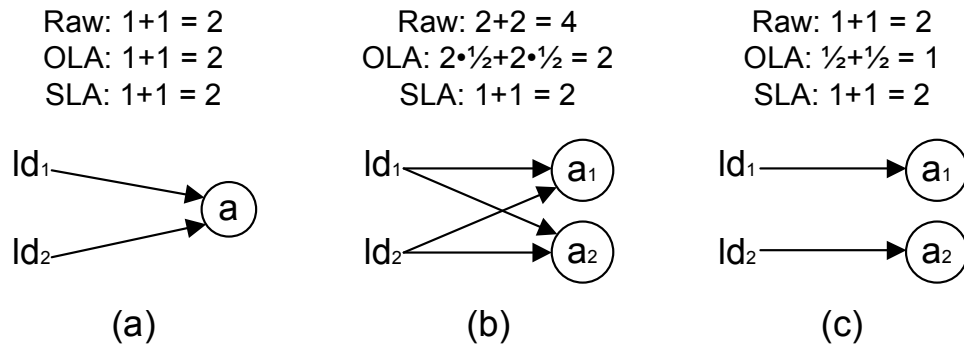 Raw: 1+1 = 2
OLA: 1+1 = 2
SLA: 1+1 = 2
ld₁
ld₂
a
(a)
Raw: 2+2 = 4
OLA: 2•½+2•½ = 2
SLA: 1+1 = 2
ld₁
ld₂
a₁
a₂
(b)
Raw: 1+1 = 2
OLA: ½+½ = 1
SLA: 1+1 = 2
ld₁
a₁
ld₂
a₂
(c)